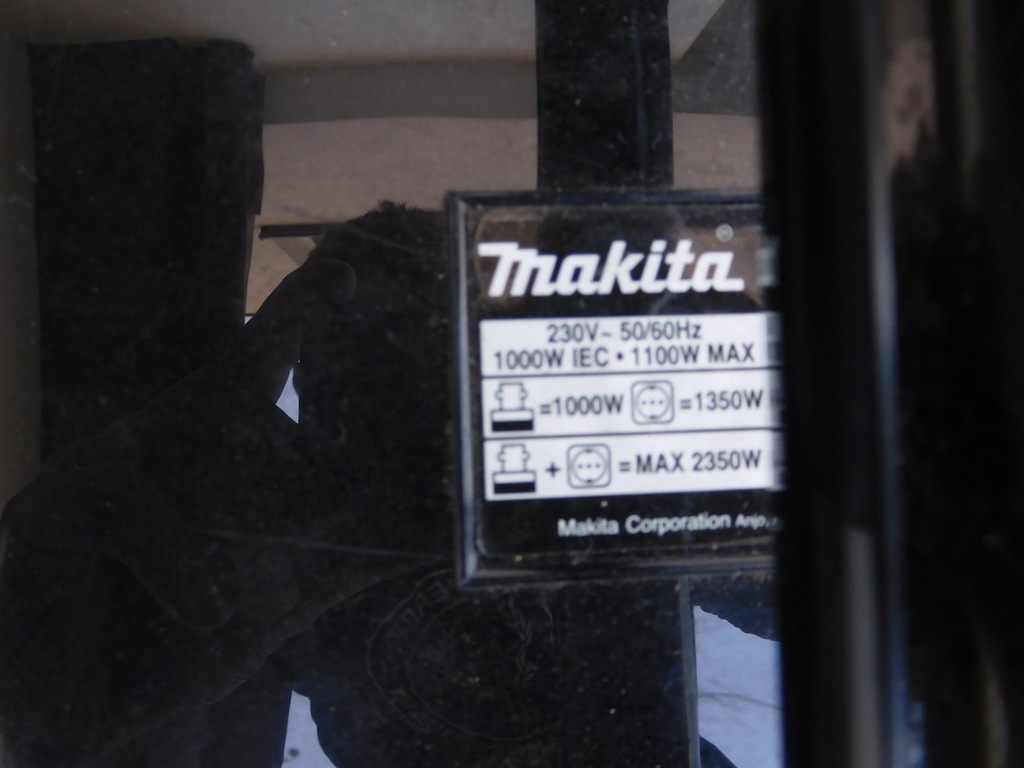 makita
230V~ 50/60Hz
1000W IEC • 1100W MAX
=1000W =1350W
+ =MAX 2350W
Makita Corporation